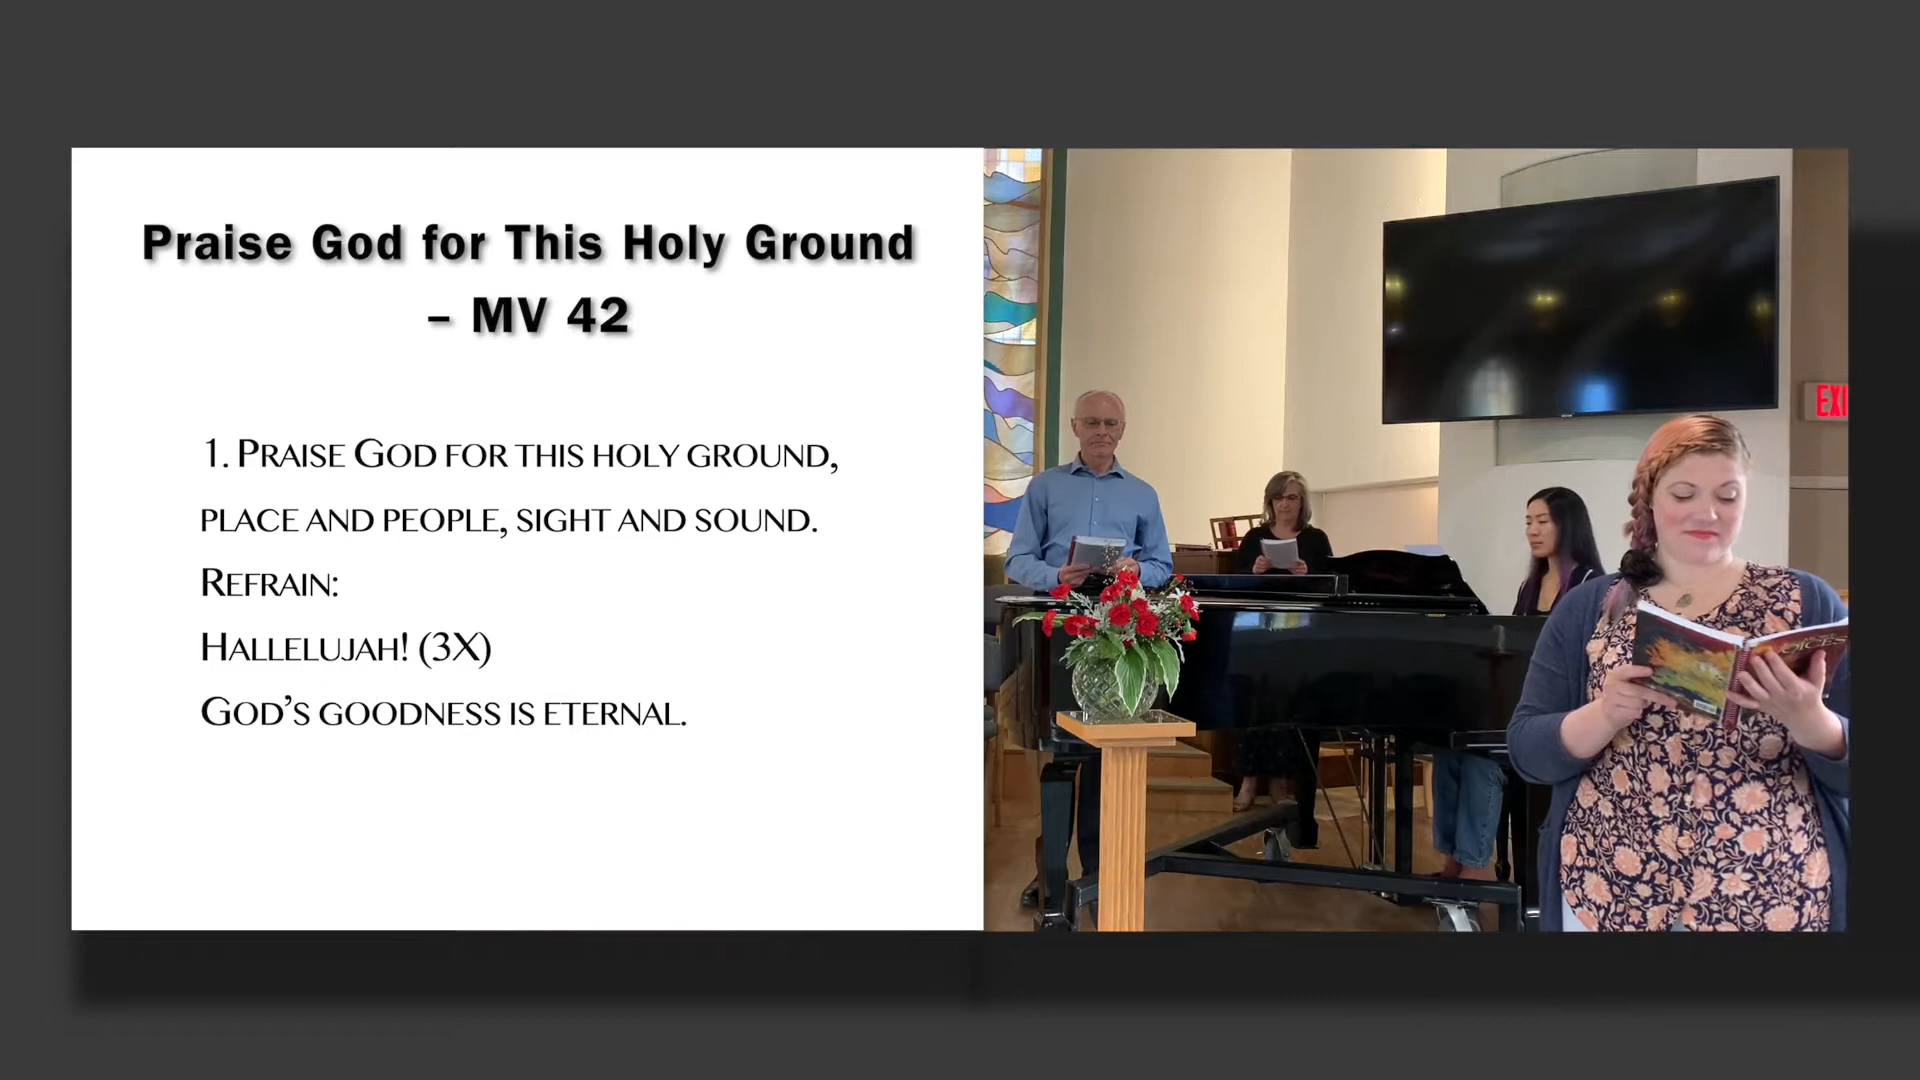 Praise God for This Holy Ground
– MV 42
1. Praise God for this holy ground,
place and people, sight and sound.
Refrain:
Hallelujah! (3x)
God's goodness is eternal.
EXI
OICES